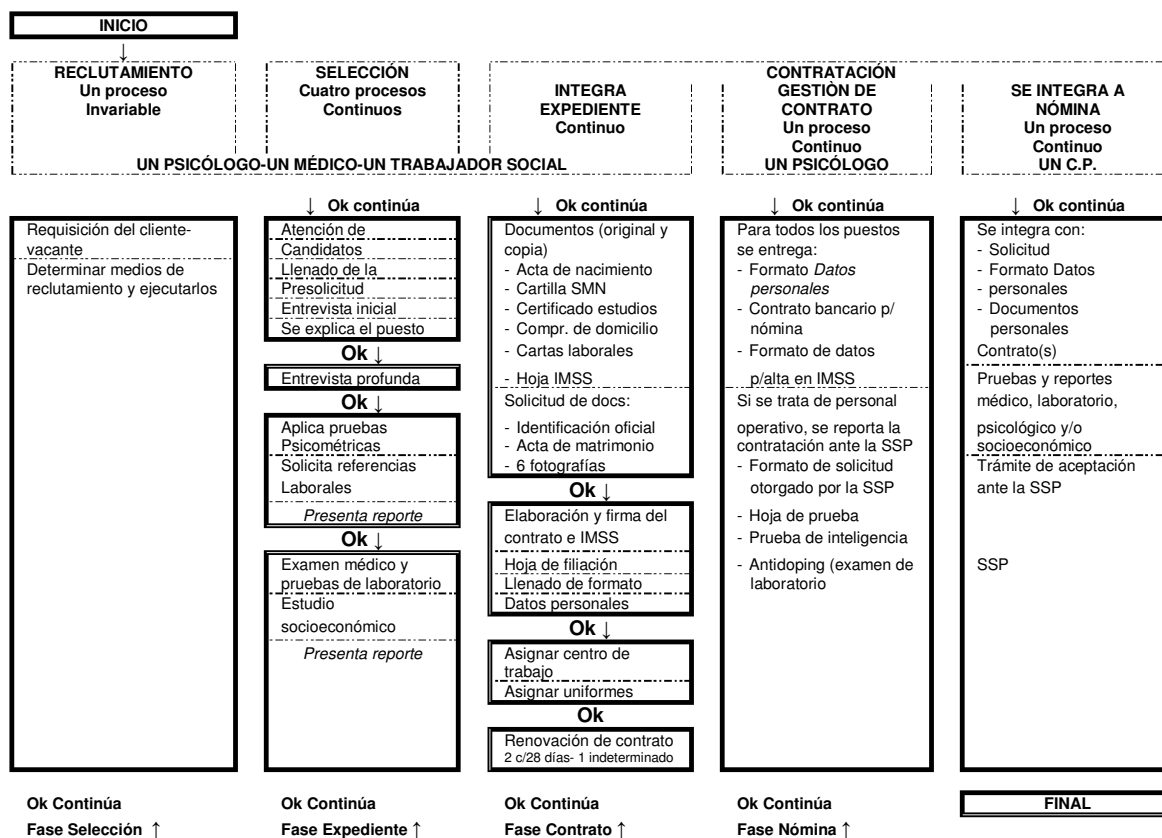 INICIO
↓
RECLUTAMIENTO
Un proceso
Invariable
SELECCIÓN
Cuatro procesos
Continuos
CONTRATACIÓN
INTEGRA
EXPEDIENTE
Continuo
GESTIÒN DE
CONTRATO
Un proceso
Continuo
UN PSICÓLOGO
SE INTEGRA A
NÓMINA
Un proceso
Continuo
UN C.P.
UN PSICÓLOGO-UN MÉDICO-UN TRABAJADOR SOCIAL
Requisición del cliente-
vacante
Determinar medios de
reclutamiento y ejecutarlos
Ok Continúa
Fase Selección ↑
↓ Ok continúa
Atención de
Candidatos
Llenado de la
Presolicitud
Entrevista inicial
Se explica el puesto
Ok ↓
Entrevista profunda
Ok ↓
Aplica pruebas
Psicométricas
Solicita referencias
Laborales
Presenta reporte
Ok ↓
Examen médico y
pruebas de laboratorio
Estudio
socioeconómico
Presenta reporte
Ok Continúa
Fase Expediente ↑
↓ Ok continúa
Documentos (original y
copia)
- Acta de nacimiento
- Cartilla SMN
- Certificado estudios
- Compr. de domicilio
- Cartas laborales
- Hoja IMSS
Solicitud de docs:
- Identificación oficial
- Acta de matrimonio
- 6 fotografías
Ok ↓
Elaboración y firma del
contrato e IMSS
Hoja de filiación
Llenado de formato
Datos personales
Ok ↓
Asignar centro de
trabajo
Asignar uniformes
Ok
Renovación de contrato
2 c/28 días- 1 indeterminado
Ok Continúa
Fase Contrato ↑
↓ Ok continúa
Para todos los puestos
se entrega:
- Formato Datos
personales
- Contrato bancario p/
nómina
- Formato de datos
p/alta en IMSS
Si se trata de personal
operativo, se reporta la
contratación ante la SSP
- Formato de solicitud
otorgado por la SSP
- Hoja de prueba
- Prueba de inteligencia
- Antidoping (examen de
laboratorio
Ok Continúa
Fase Nómina ↑
↓ Ok continúa
Se integra con:
- Solicitud
- Formato Datos
- personales
- Documentos
personales
Contrato(s)
Pruebas y reportes
médico, laboratorio,
psicológico y/o
socioeconómico
Trámite de aceptación
ante la SSP
SSP
FINAL